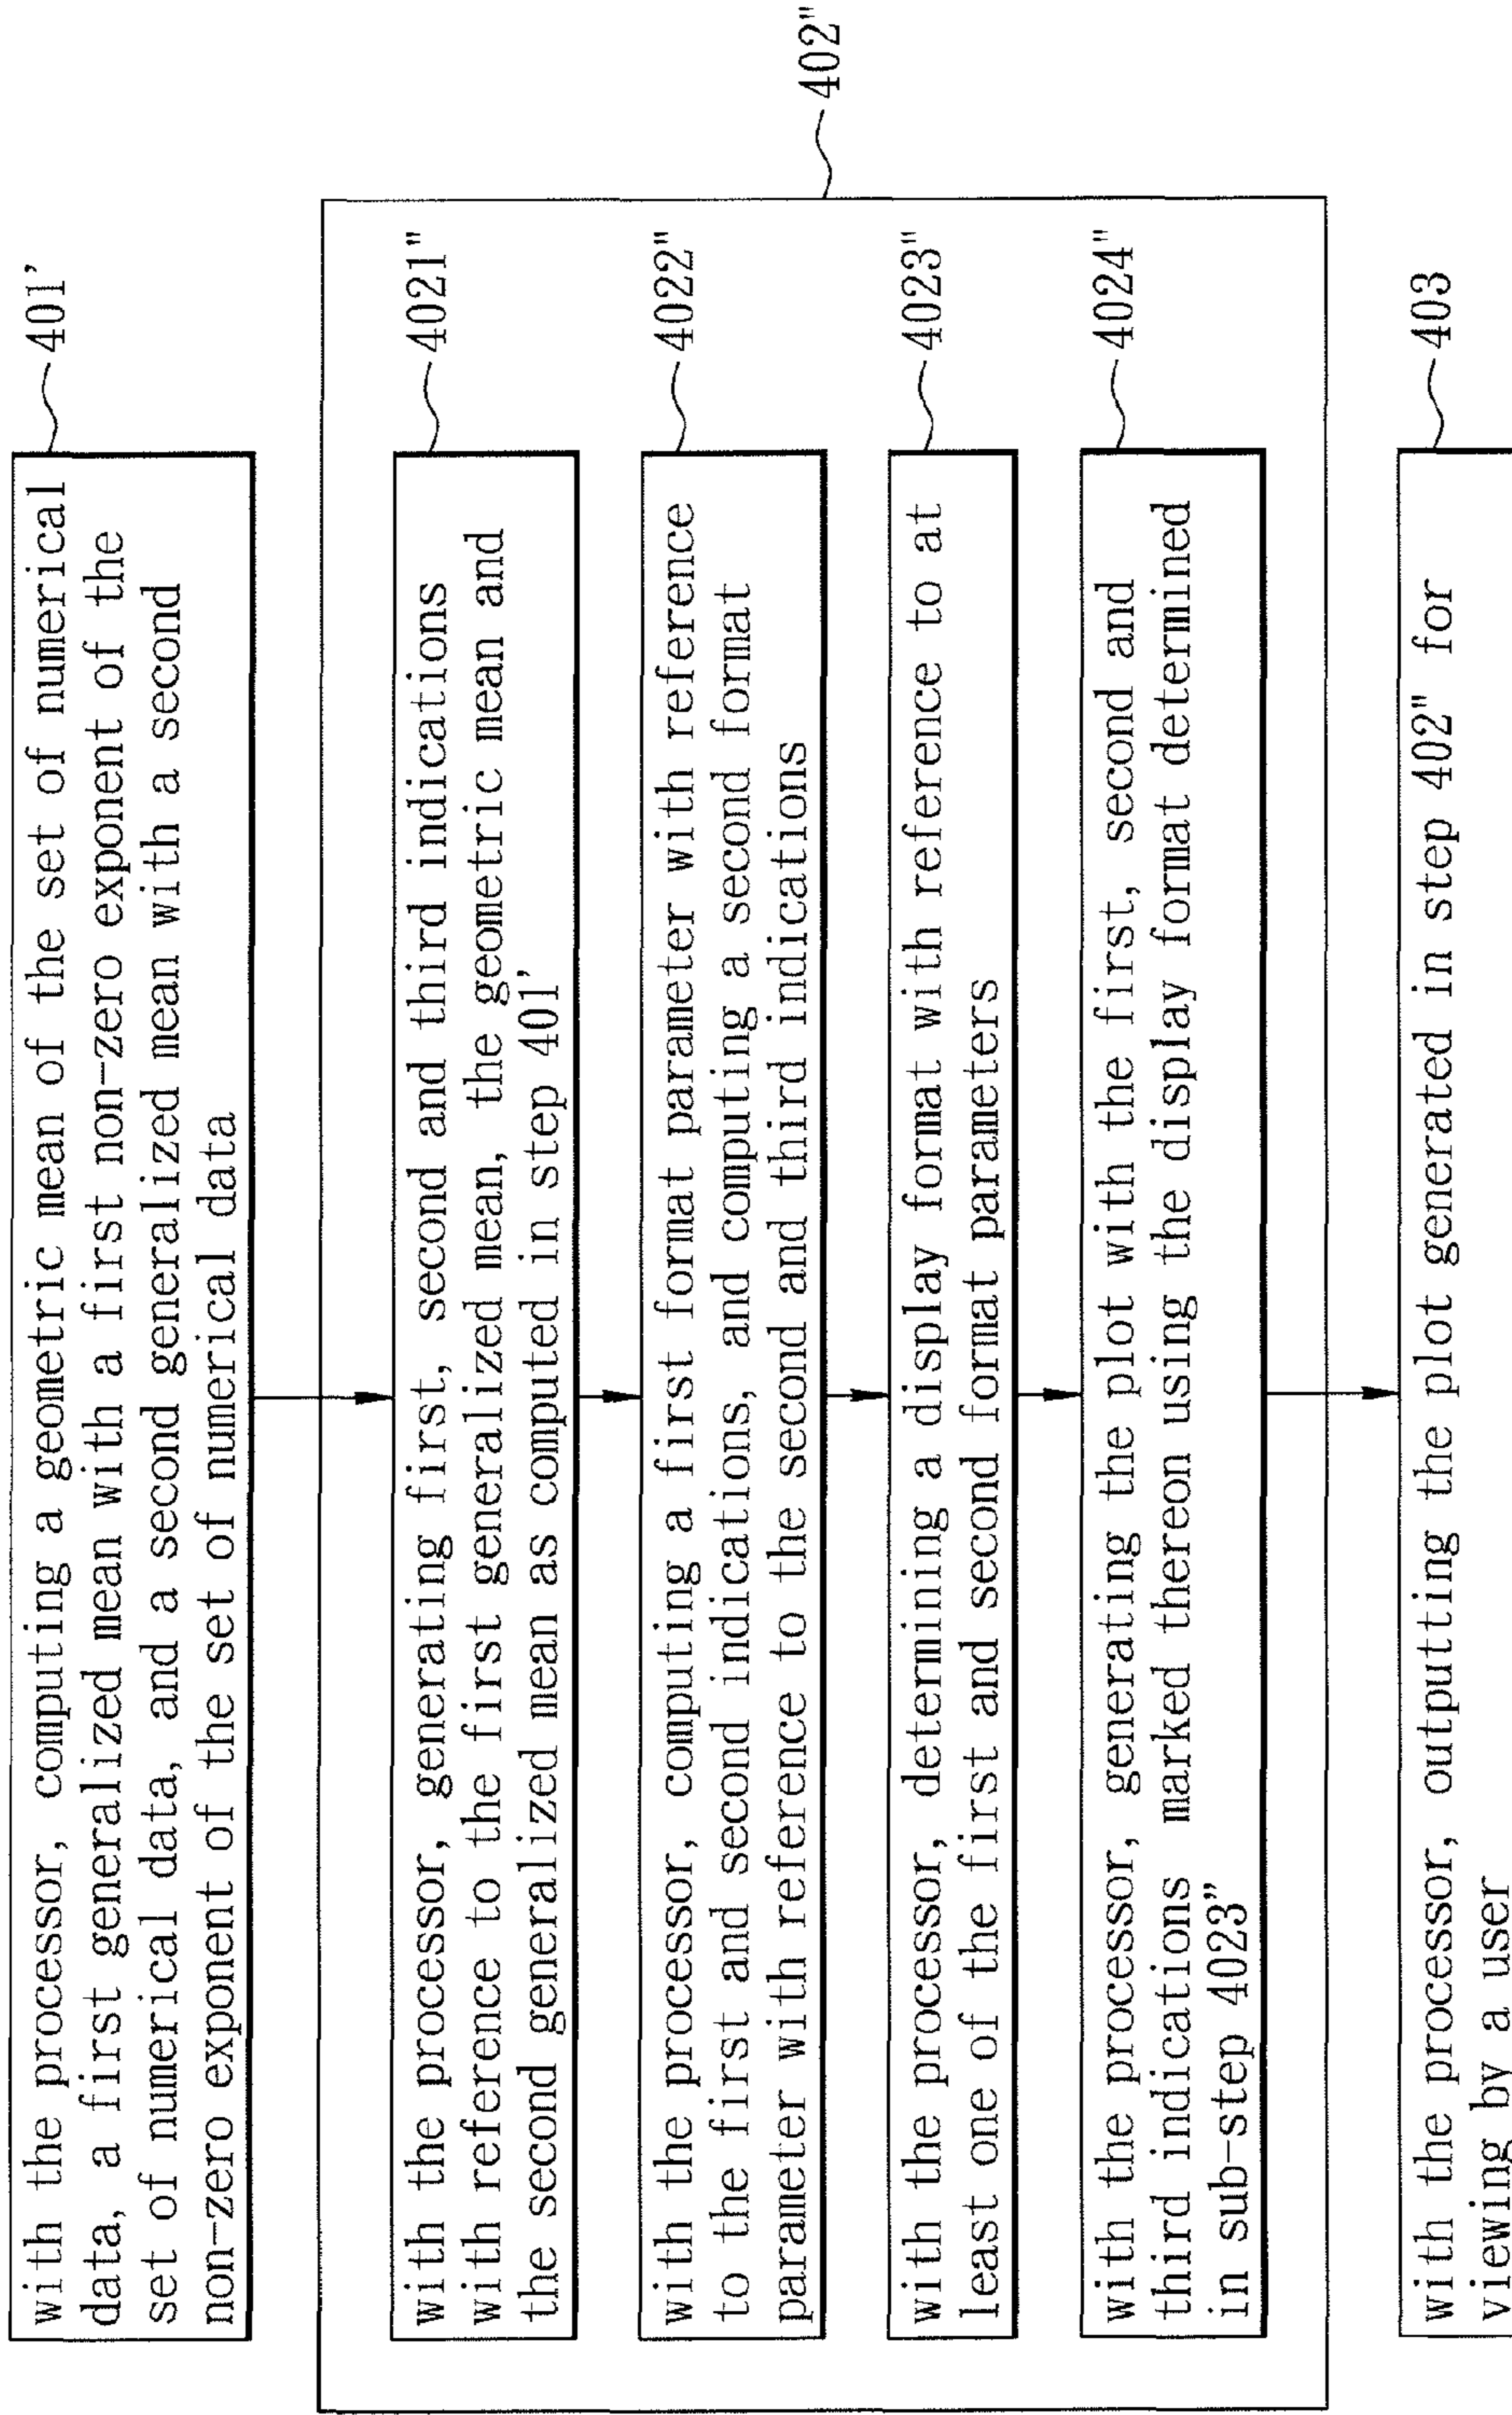 with the processor, computing a geometric mean of the set of numerical
data, a first generalized mean with a first non-zero exponent of the
set of numerical data, and a second generalized mean with a second
non-zero exponent of the set of numerical data
401'
with the processor, generating first, second and third indications
with reference to the first generalized mean, the geometric mean and
the second generalized mean as computed in step 401'
4021"
with the processor, computing a first format parameter with reference
to the first and second indications, and computing a second format
parameter with reference to the second and third indications
4022"
with the processor, determining a display format with reference to at
least one of the first and second format parameters
4023"
with the processor, generating the plot with the first, second and
third indications marked thereon using the display format determined
in sub-step 4023"
4024"
402"
with the processor, outputting the plot generated in step 402" for
viewing by a user
403